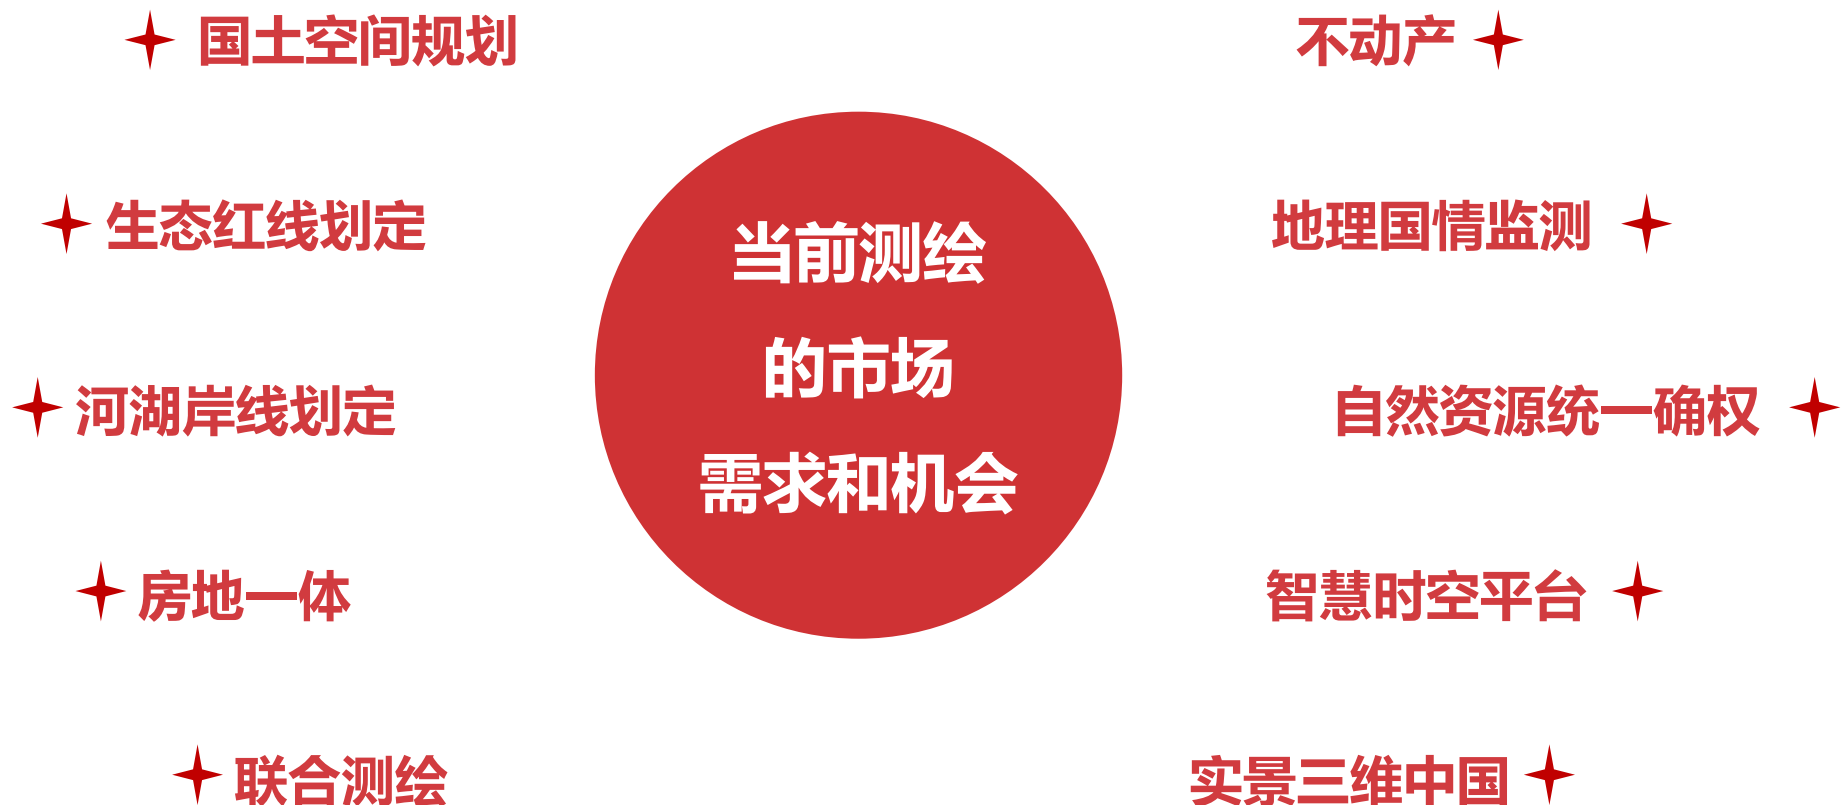 国土空间规划
生态红线划定
河湖岸线划定
房地一体
联合测绘
当前测绘
的市场
需求和机会
不动产
地理国情监测
自然资源统一确权
智慧时空平台
实景三维中国